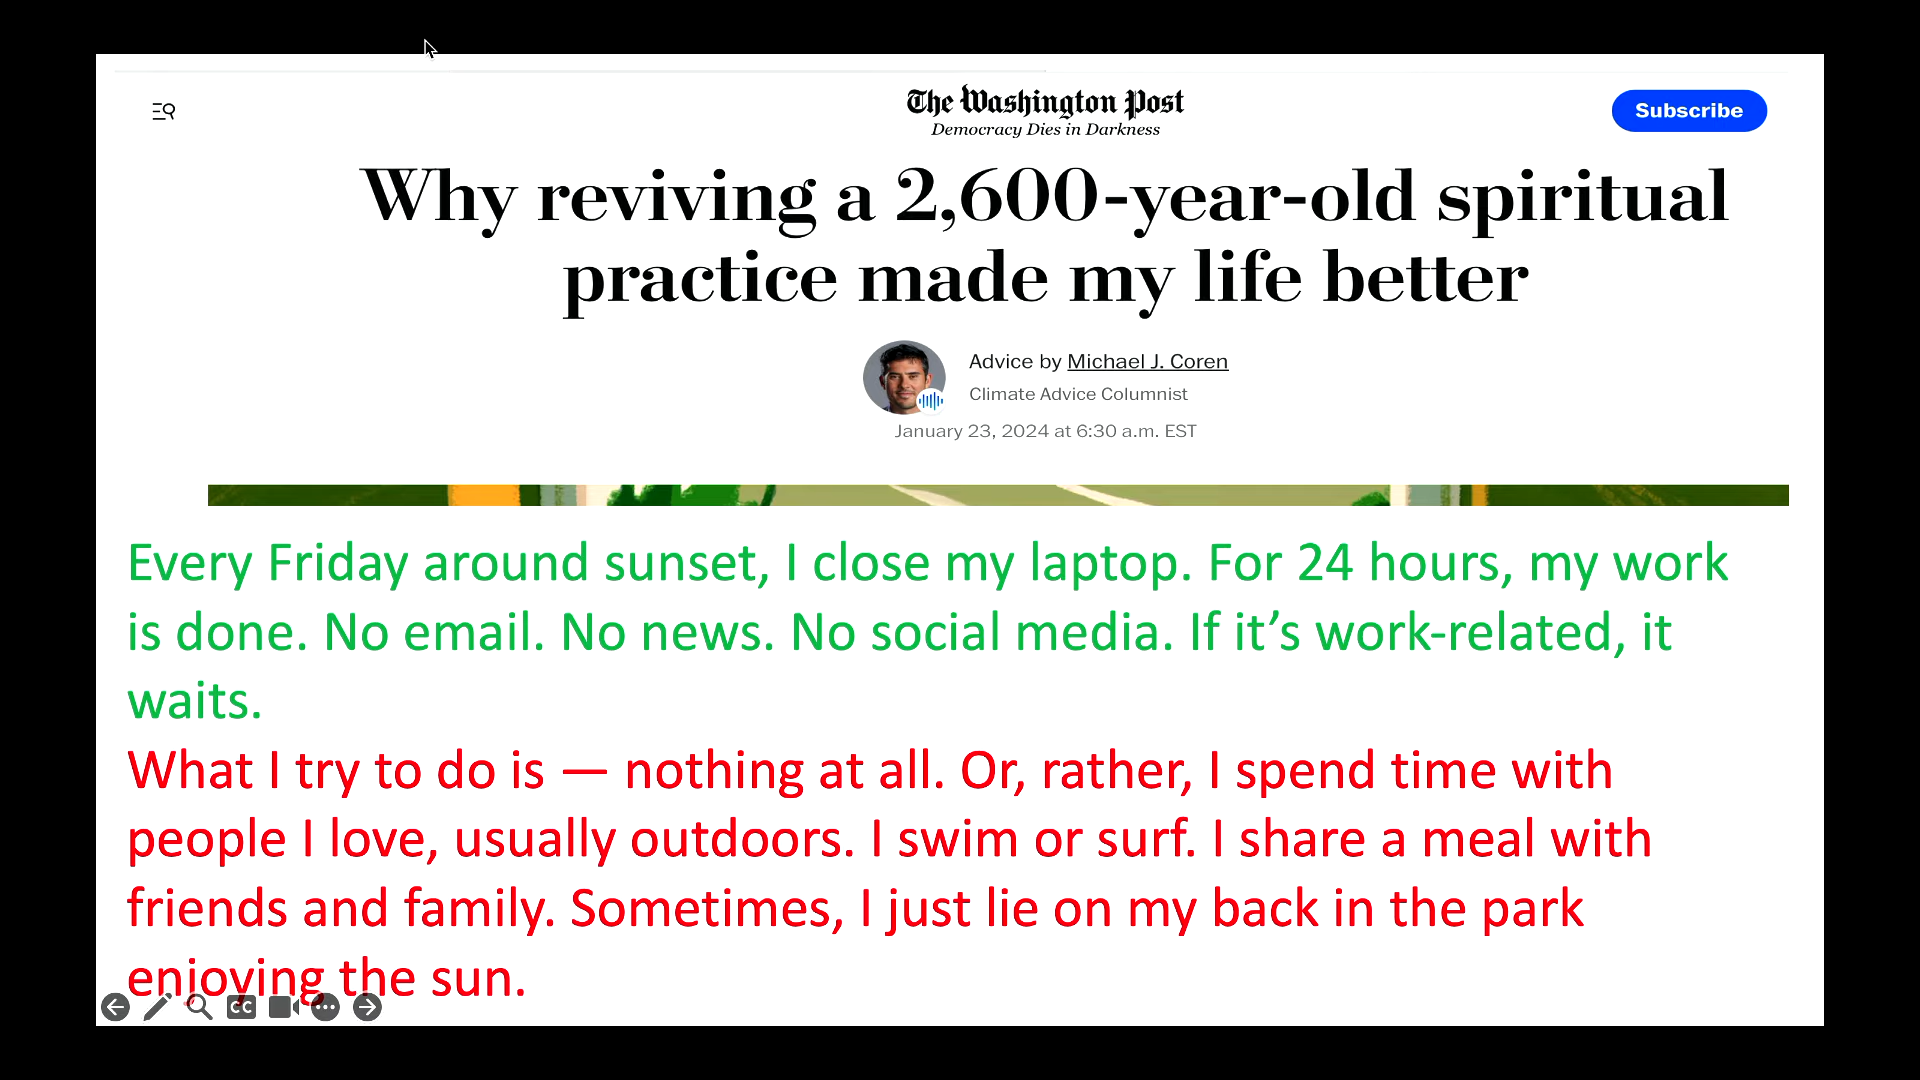 The Washington Post
Democracy Dies in Darkness
Subscribe
Why reviving a 2,600-year-old spiritual
practice made my life better
Advice by Michael J. Coren
Climate Advice Columnist
January 23, 2024 at 6:30 a.m. EST
Every Friday around sunset, I close my laptop. For 24 hours, my work
is done. No email. No news. No social media. If it’s work-related, it
waits.
What I try to do is — nothing at all. Or, rather, I spend time with
people I love, usually outdoors. I swim or surf. I share a meal with
friends and family. Sometimes, I just lie on my back in the park
enjoying the sun.
CC